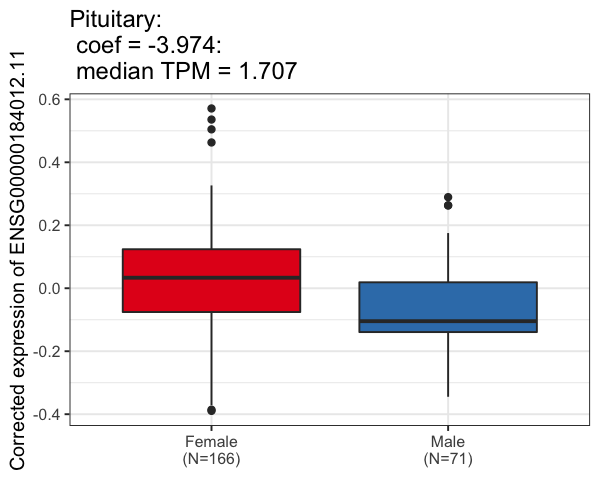 Pituitary:
coef = -3.974:
median TPM = 1.707
Corrected expression of ENSG00000184012.11
0.6
0.4
0.2
0.0
-0.2
-0.4
Female
(N=166)
Male
(N=71)